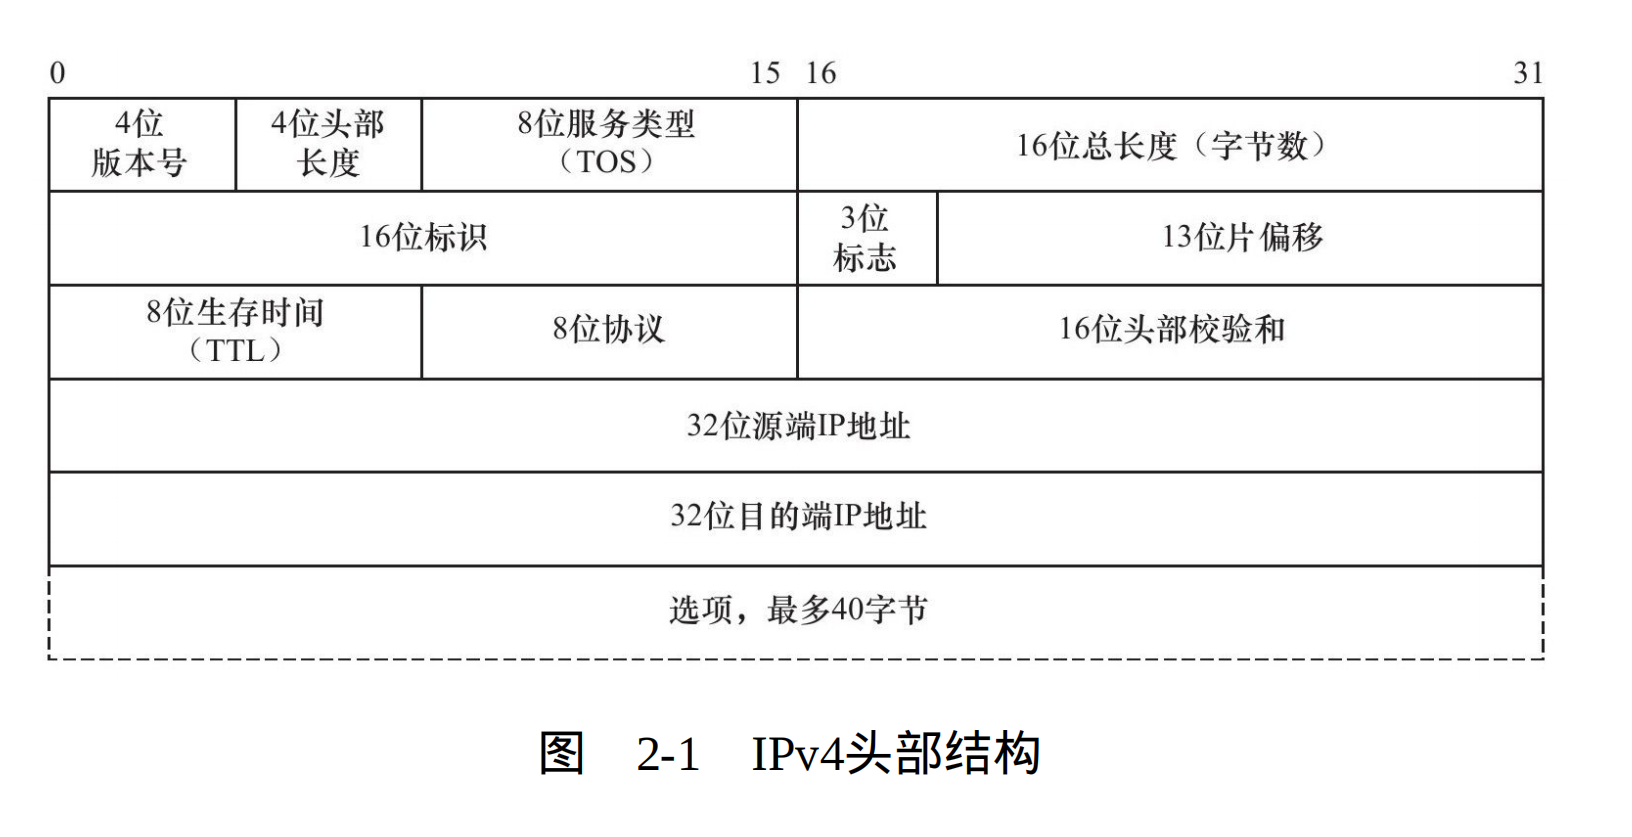 0 15 16 31
4位
版本号
4位头部
长度
8位服务类型
（TOS）
16位总长度（字节数）
16位标识
3位
标志
13位片偏移
8位生存时间
（TTL）
8位协议
16位头部校验和
32位源端IP地址
32位目的端IP地址
选项，最多40字节
图 2-1 IPv4头部结构